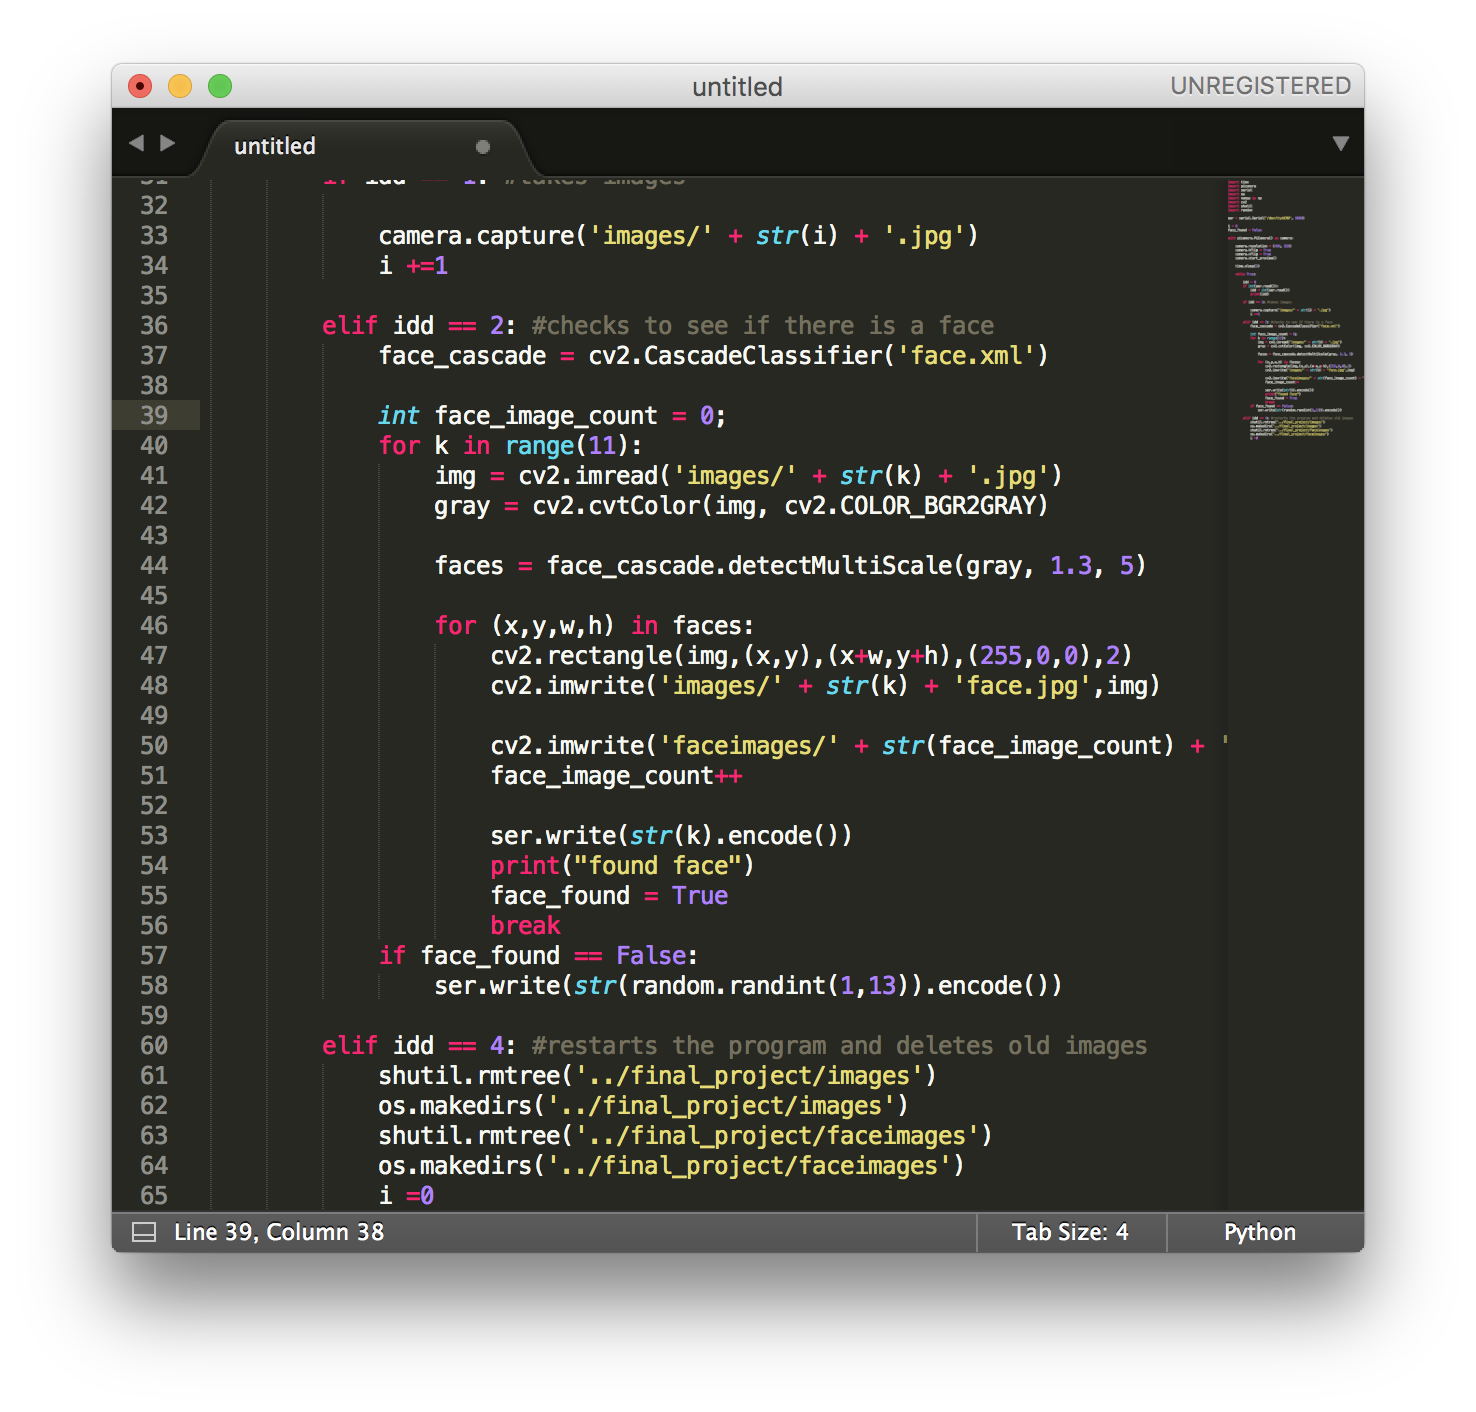 untitled
UNREGISTERED
untitled
31 if idd == 1: #takes images
32
33 camera.capture('images/' + str(i) + '.jpg')
34 i +=1
35
36 elif idd == 2: #checks to see if there is a face
37 face_cascade = cv2.CascadeClassifier('face.xml')
38
39 int face_image_count = 0;
40 for k in range(11):
41 img = cv2.imread('images/' + str(k) + '.jpg')
42 gray = cv2.cvtColor(img, cv2.COLOR_BGR2GRAY)
43
44 faces = face_cascade.detectMultiScale(gray, 1.3, 5)
45
46 for (x,y,w,h) in faces:
47 cv2.rectangle(img,(x,y),(x+w,y+h),(255,0,0),2)
48 cv2.imwrite('images/' + str(k) + 'face.jpg',img)
49
50 cv2.imwrite('faceimages/' + str(face_image_count) + '
51 face_image_count++
52
53 ser.write(str(k).encode())
54 print("found face")
55 face_found = True
56 break
57 if face_found == False:
58 ser.write(str(random.randint(1,13)).encode())
59
60 elif idd == 4: #restarts the program and deletes old images
61 shutil.rmtree('../final_project/images')
62 os.makedirs('../final_project/images')
63 shutil.rmtree('../final_project/faceimages')
64 os.makedirs('../final_project/faceimages')
65 i =0
Line 39, Column 38
Tab Size: 4
Python